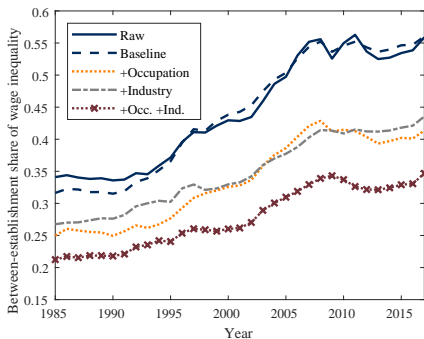 Between-establishment share of wage inequality
0.6
0.55
0.5
0.45
0.4
0.35
0.3
0.25
0.2
0.15
Raw
Baseline
+Occupation
+Industry
+Occ. +Ind.
1985 1990 1995 2000 2005 2010 2015
Year